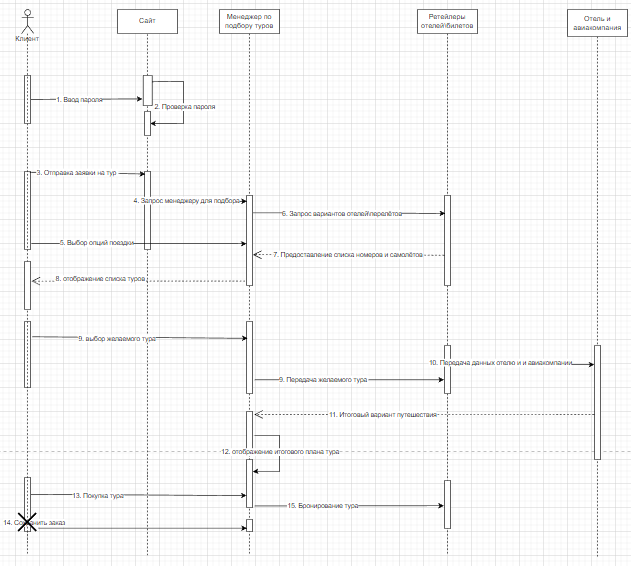 Клиент
Сайт
Менеджер по
подбору туров
Ретейлеры
отелей\билетов
Отель и
авиакомпания
1. Ввод пароля
2. Проверка пароля
3. Отправка заявки на тур
4. Запрос менеджеру для подбора
6. Запрос вариантов отелей\перелётов
5. Выбор опций поездки
7. Предоставление списка номеров и самолётов
8. отображение списка туров
9. выбор желаемого тура
10. Передача данных отелю и и авиакомпании
9. Передача желаемого тура
11. Итоговый вариант путешествия
12. отображение итогового плана тура
13. Покупка тура
15. Бронирование тура
14. заказ